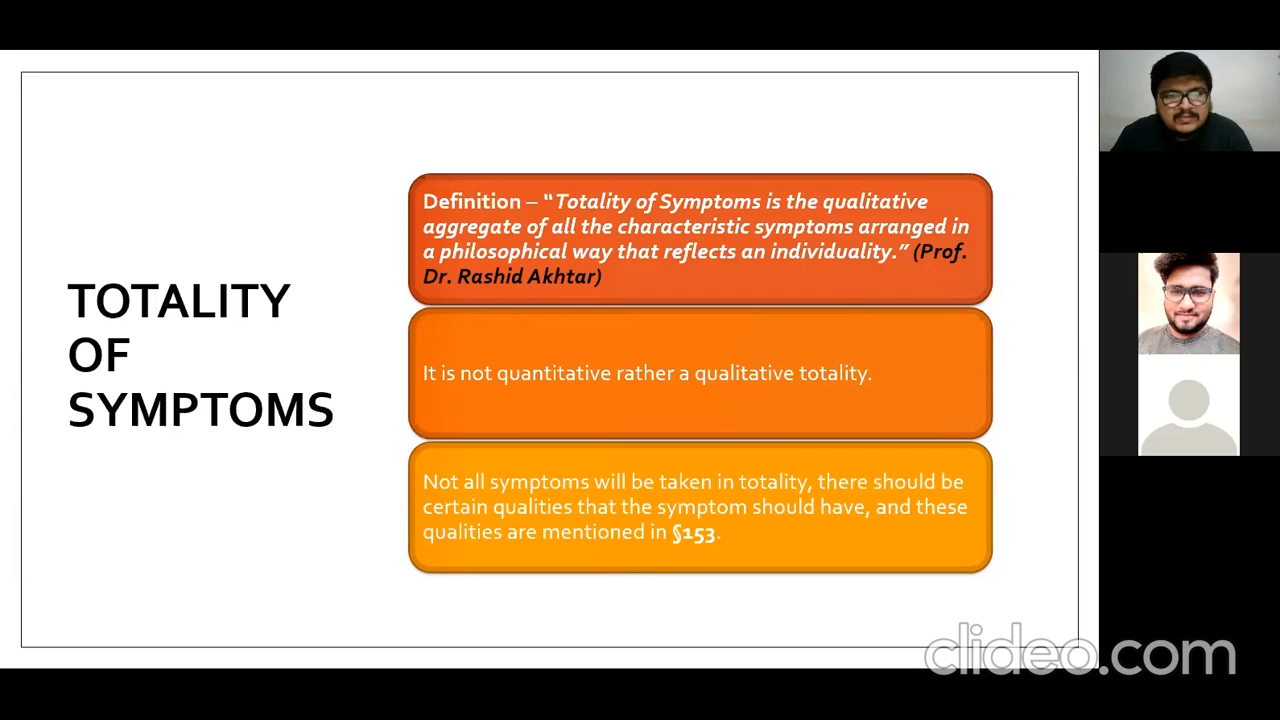 TOTALITY
OF
SYMPTOMS
Definition – “Totality of Symptoms is the qualitative
aggregate of all the characteristic symptoms arranged in
a philosophical way that reflects an individuality.” (Prof.
Dr. Rashid Akhtar)
It is not quantitative rather a qualitative totality.
Not all symptoms will be taken in totality, there should be
certain qualities that the symptom should have, and these
qualities are mentioned in §153.
clideo.com